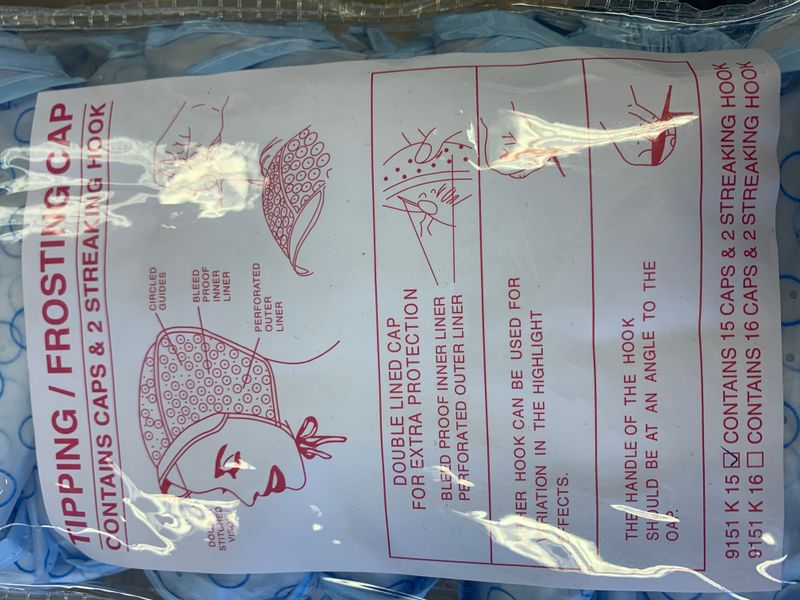 TIPPING / FROSTING CAP
CONTAINS CAPS & 2 STREAKING HOOK
CIRCLED
GUIDES
BLEED
PROOF
INNER
LINER
PERFORATED
OUTER
LINER
STITCHED
DOUBLE LINED CAP
FOR EXTRA PROTECTION
BLEED PROOF INNER LINER
PERFORATED OUTER LINER
HOOK CAN BE USED FOR
IN THE HIGHLIGHT
THE HANDLE OF THE HOOK
SHOULD BE AT AN ANGLE TO THE
9151 K 15 ☑ CONTAINS 15 CAPS & 2 STREAKING HOOK
9151 K 16 ☐ CONTAINS 16 CAPS & 2 STREAKING HOOK